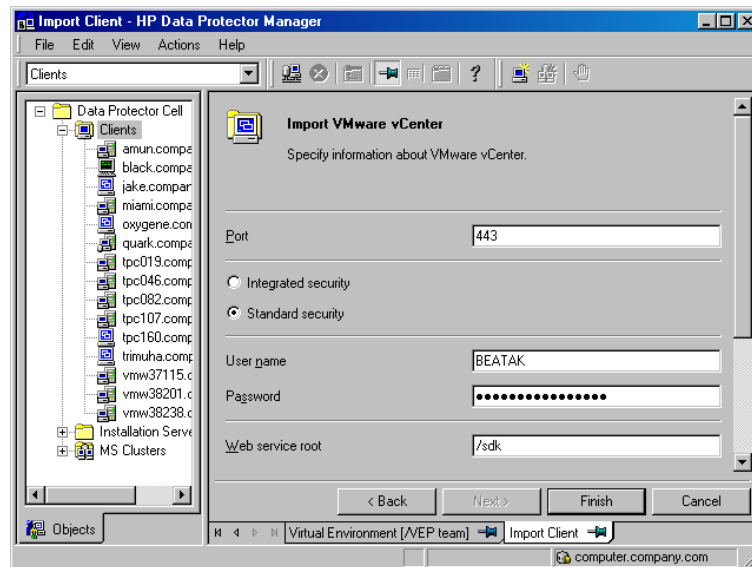 Import Client - HP Data Protector Manager
File Edit View Actions Help
Clients
Data Protector Cell
Clients
amun.compa
black.compa
jake.compar
miami.compa
oxygene.con
quark.compa
tpc019.comp
tpc046.comp
tpc082.comp
tpc107.comp
tpc160.comp
trimuha.comp
vmw37115.c
vmw38201.c
vmw38238.c
Installation Serve
MS Clusters
Objects
Import VMware vCenter
Specify information about VMware vCenter.
Port 443
Integrated security
Standard security
User name BEATAK
Password ●●●●●●●●●●●●●●●●
Web service root /sdk
< Back Next > Finish Cancel
Virtual Environment [/VEP team] Import Client
computer.company.com